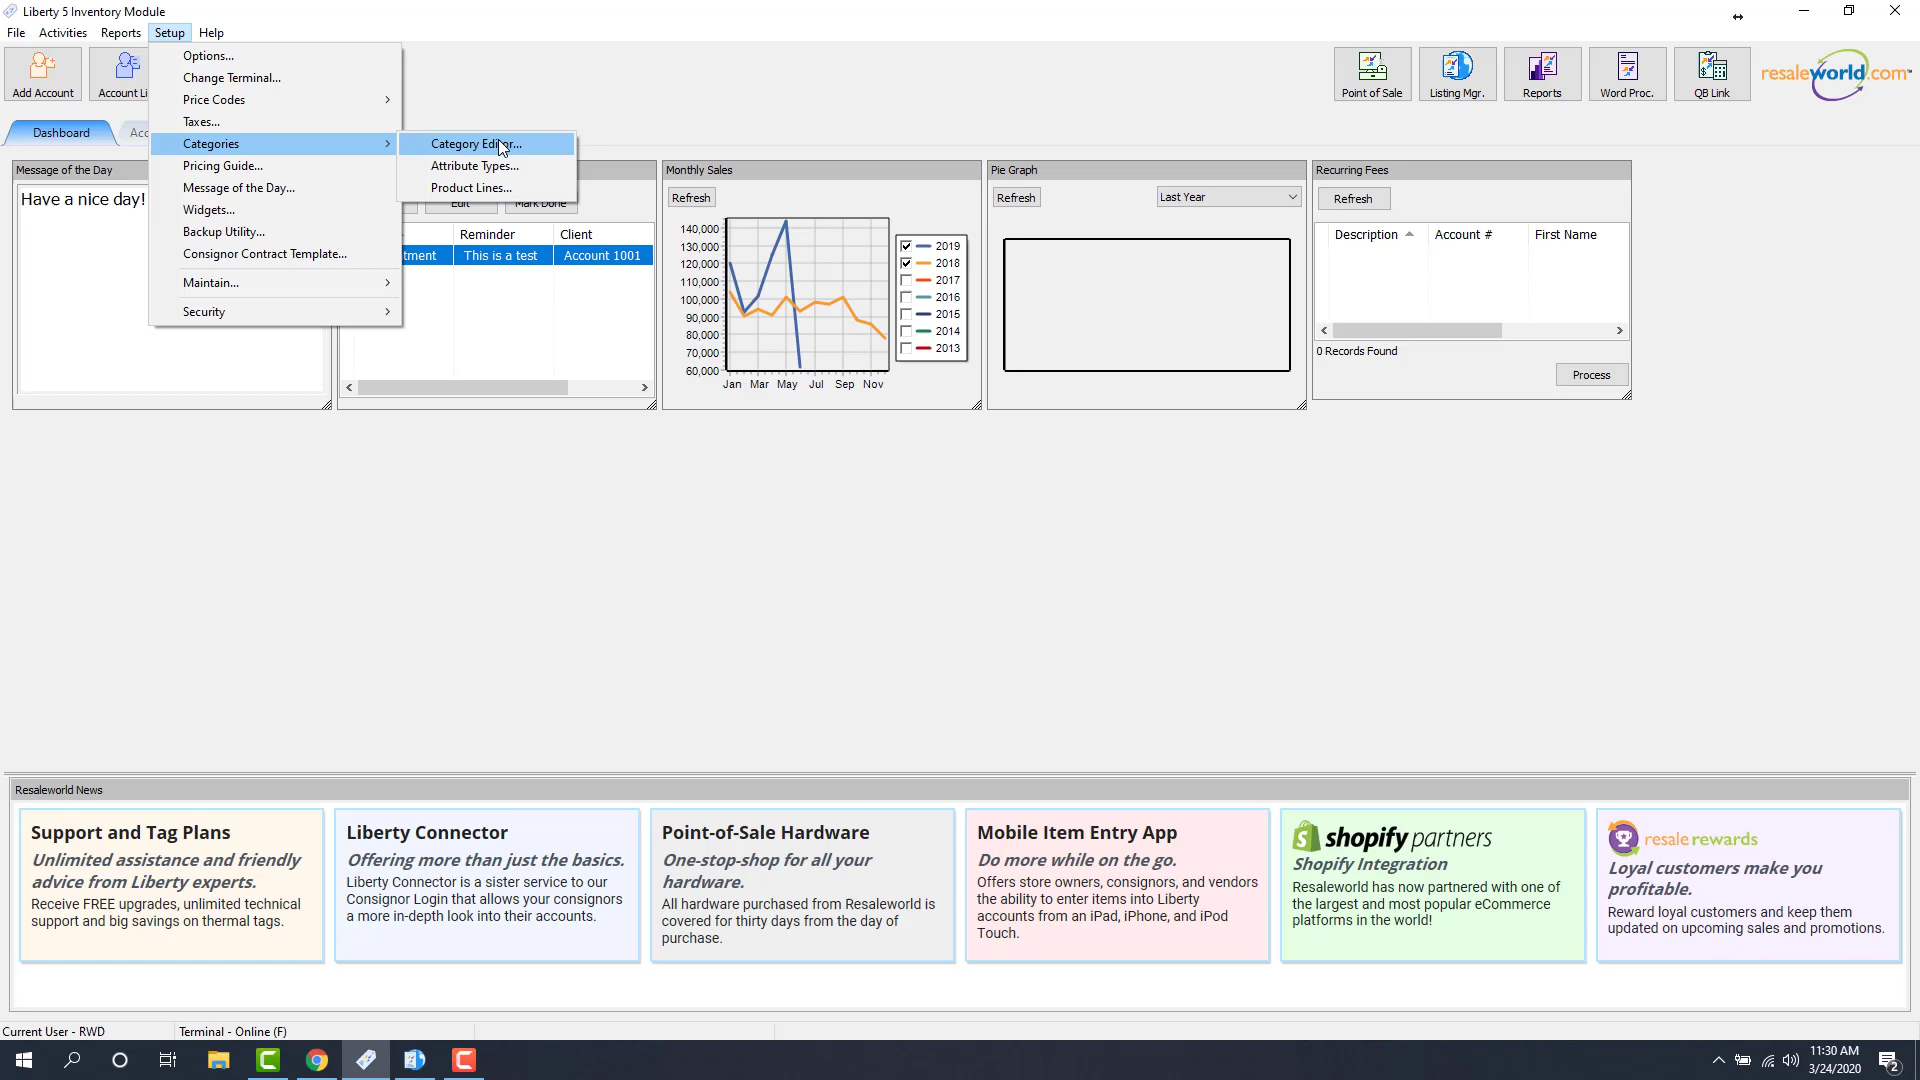 Liberty 5 Inventory Module
File Activities Reports Setup Help
Add Account
Options...
Change Terminal...
Price Codes
Taxes...
Categories
Pricing Guide...
Message of the Day...
Widgets...
Backup Utility...
Consignor Contract Template...
Maintain...
Security
Category Editor...
Attribute Types...
Product Lines...
Point of Sale
Listing Mgr.
Reports
Word Proc.
QB Link
resaleworld.com
Dashboard
Message of the Day
Have a nice day!
Edit
Mark Done
Reminder Client
This is a test Account 1001
Monthly Sales
Refresh
140,000
130,000
120,000
110,000
100,000
90,000
80,000
70,000
60,000
Jan Mar May Jul Sep Nov
2019
2018
2017
2016
2015
2014
2013
Pie Graph
Refresh
Last Year
Recurring Fees
Refresh
Description Account # First Name
0 Records Found
Process
Resaleworld News
Support and Tag Plans
Unlimited assistance and friendly
advice from Liberty experts.
Receive FREE upgrades, unlimited technical
support and big savings on thermal tags.
Liberty Connector
Offering more than just the basics.
Liberty Connector is a sister service to our
Consignor Login that allows your consignors
a more in-depth look into their accounts.
Point-of-Sale Hardware
One-stop-shop for all your
hardware.
All hardware purchased from Resaleworld is
covered for thirty days from the day of
purchase.
Mobile Item Entry App
Do more while on the go.
Offers store owners, consignors, and vendors
the ability to enter items into Liberty
accounts from an iPad, iPhone, and iPod
Touch.
shopify partners
Shopify Integration
Resaleworld has now partnered with one of
the largest and most popular eCommerce
platforms in the world!
resale rewards
Loyal customers make you
profitable.
Reward loyal customers and keep them
updated on upcoming sales and promotions.
Current User - RWD
Terminal - Online (F)
11:30 AM
3/24/2020
2